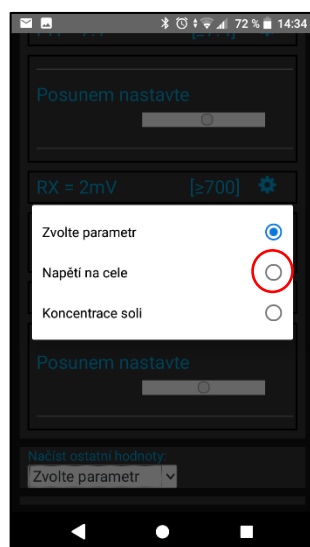 72 % 14:34
Posunem nastavte
RX = 2mV [≥700]
Zvolte parametr
Napětí na cele
Koncentrace soli
Posunem nastavte
Načíst ostatní hodnoty:
Zvolte parametr